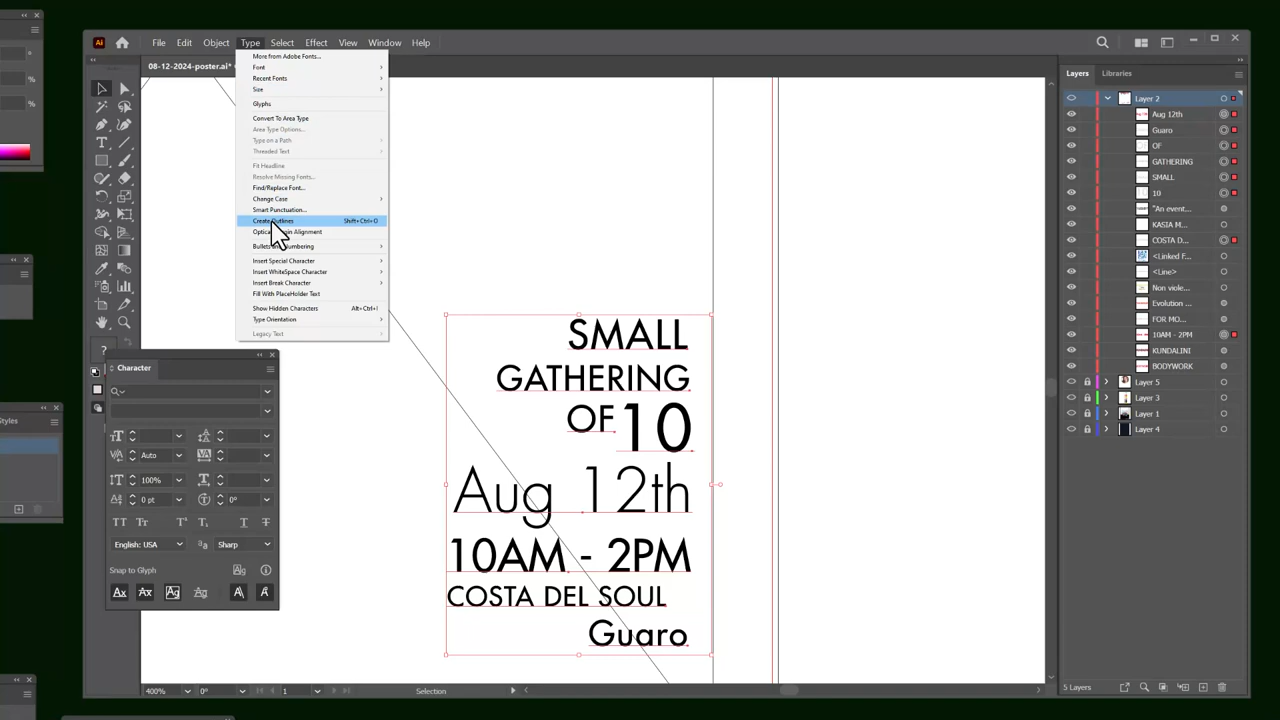 Ai
File Edit Object Type Select Effect View Window Help
08-12-2024-poster.ai*
More from Adobe Fonts...
Font
Recent Fonts
Size
Glyphs
Convert To Area Type
Area Type Options...
Type on a Path
Threaded Text
Fit Headline
Resolve Missing Fonts...
Find/Replace Font...
Change Case
Smart Punctuation...
Create Outlines Shift+Ctrl+O
Alignment
Bullets Numbering
Insert Special Character
Insert WhiteSpace Character
Insert Break Character
Fill With PlaceHolder Text
Show Hidden Characters Alt+Ctrl+I
Type Orientation
Legacy Text
%
%
Styles
Character
Auto
100%
0 pt
0°
English: USA
Sharp
Snap to Glyph
SMALL
GATHERING
OF 10
Aug 12th
10AM - 2PM
COSTA DEL SOUL
Guaro
400% 0° 1 Selection
Layers Libraries
Layer 2
Aug 12th
Guaro
OF
GATHERING
SMALL
10
"An event...
KASIA M...
COSTA D...
<Linked F...
<Line>
Non viole...
Evolution ...
FOR MO...
10AM - 2PM
KUNDALINI
BODYWORK
Layer 5
Layer 3
Layer 1
Layer 4
5 Layers